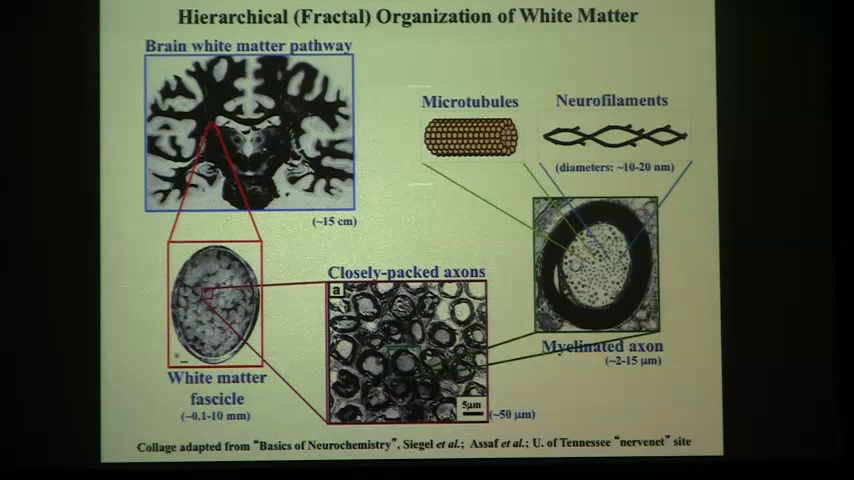 Hierarchical (Fractal) Organization of White Matter
Brain white matter pathway
(~15 cm)
Microtubules
Neurofilaments
(diameters: ~10-20 nm)
Closely-packed axons
a
5μm
(~50 μm)
Myelinated axon
(~2-15 μm)
White matter
fascicle
(~0.1-10 mm)
Collage adapted from "Basics of Neurochemistry", Siegel et al.; Assaf et al.; U. of Tennessee "nervenet" site